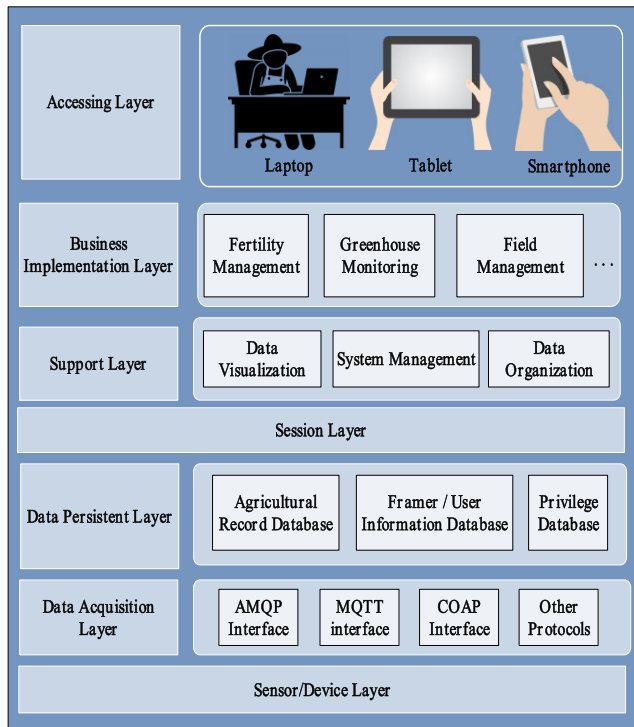 Accessing Layer
Laptop
Tablet
Smartphone
Business
Implementation Layer
Fertility
Management
Greenhouse
Monitoring
Field
Management
...
Support Layer
Data
Visualization
System Management
Data
Organization
Session Layer
Data Persistent Layer
Agricultural
Record Database
Framer / User
Information Database
Privilege
Database
Data Acquisition
Layer
AMQP
Interface
MQTT
interface
COAP
Interface
Other
Protocols
Sensor/Device Layer